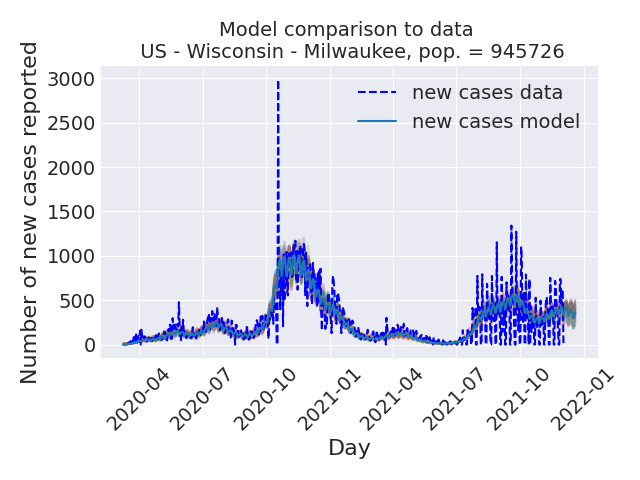 Model comparison to data
US - Wisconsin - Milwaukee, pop. = 945726
Number of new cases reported
3000
2500
2000
1500
1000
500
0
new cases data
new cases model
2020-04
2020-07
2020-10
2021-01
2021-04
2021-07
2021-10
2022-01
Day